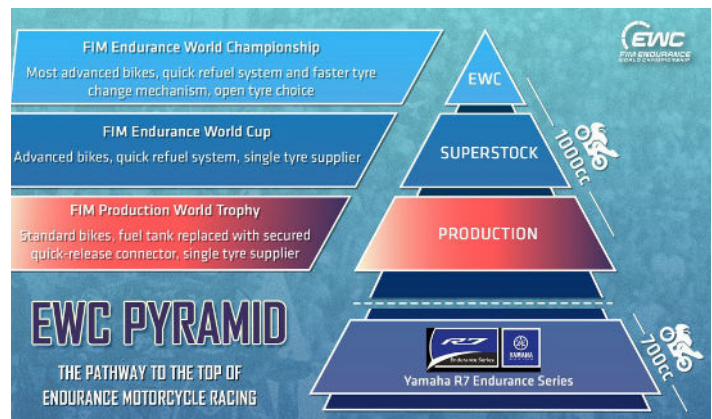 FIM Endurance World Championship
Most advanced bikes, quick refuel system and faster tyre
change mechanism, open tyre choice
FIM Endurance World Cup
Advanced bikes, quick refuel system, single tyre supplier
FIM Production World Trophy
Standard bikes, fuel tank replaced with secured
quick-release connector, single tyre supplier
EWC PYRAMID
THE PATHWAY TO THE TOP OF
ENDURANCE MOTORCYCLE RACING
EWC
FIM ENDURANCE
WORLD CHAMPIONSHIP
EWC
SUPERSTOCK
1000cc
PRODUCTION
R7
Endurance Series
YAMAHA
Yamaha R7 Endurance Series
700cc